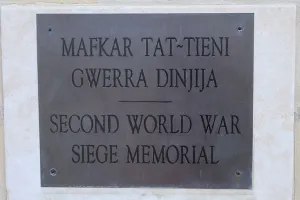 MAFKAR TAT-TIENI
GWERRA DINJIJA
SECOND WORLD WAR
SIEGE MEMORIAL